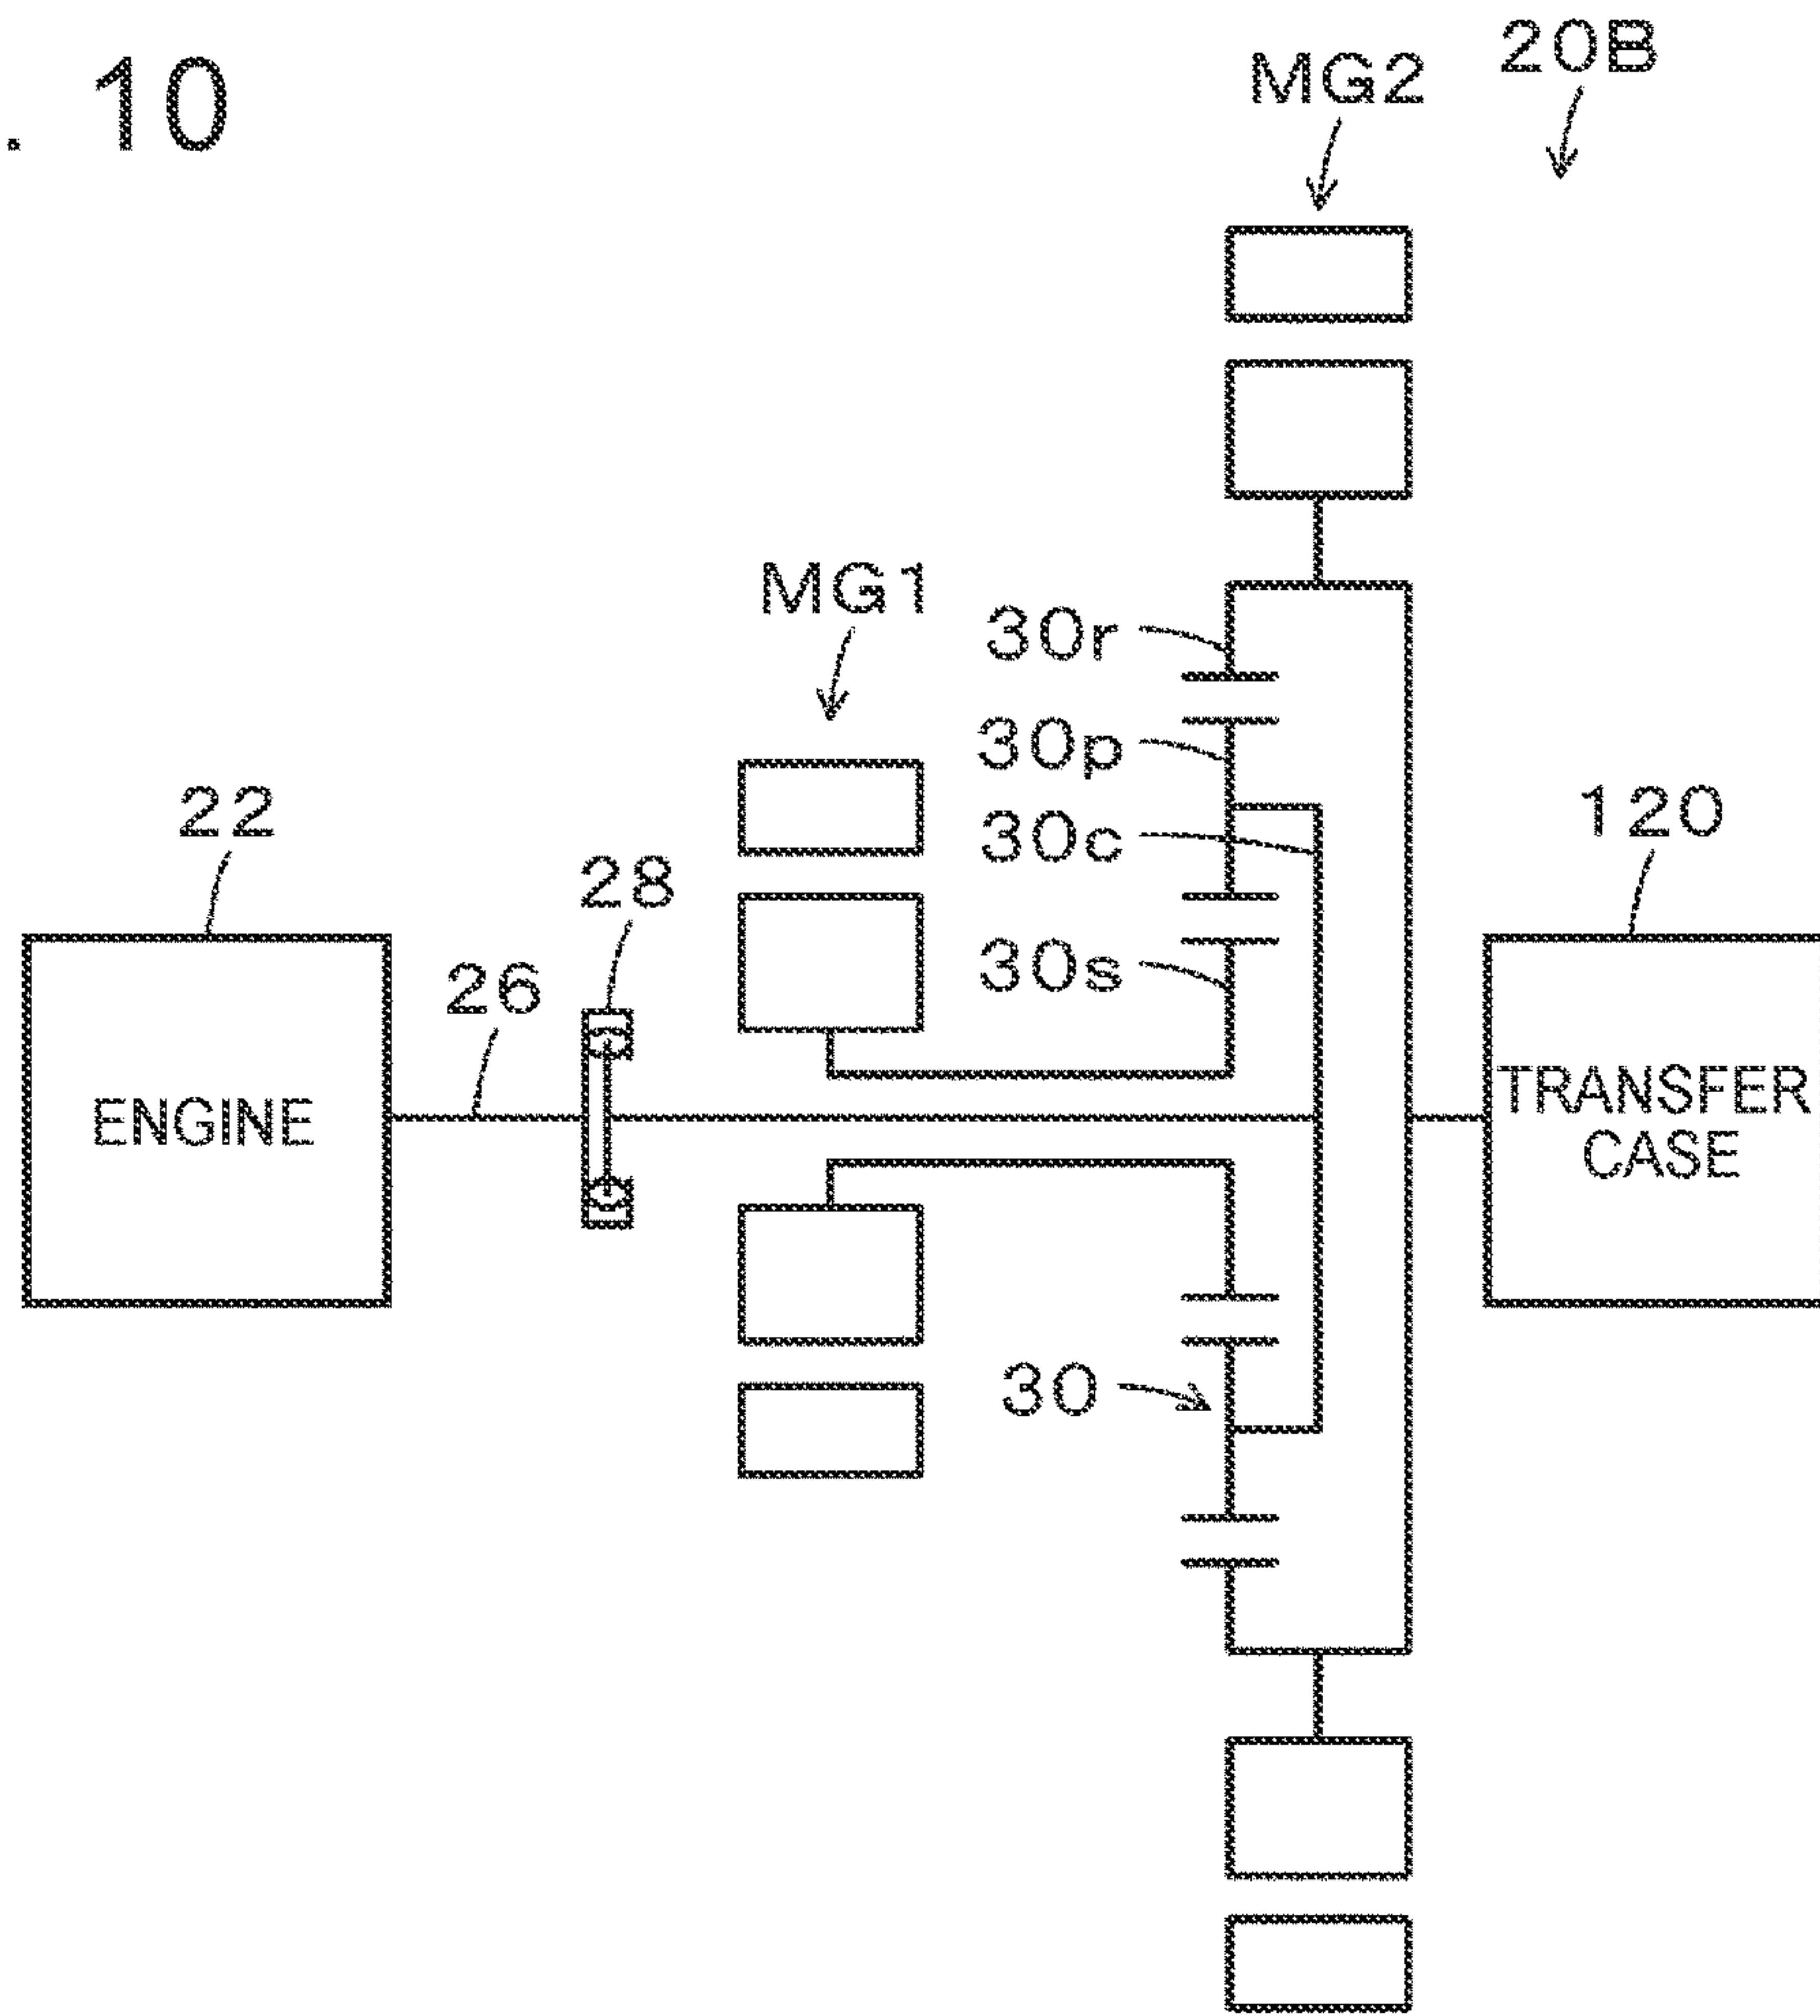 . 10
20B
MG2
MG1
30r
30p
30c
30s
22
28
26
120
ENGINE
TRANSFER
CASE
30